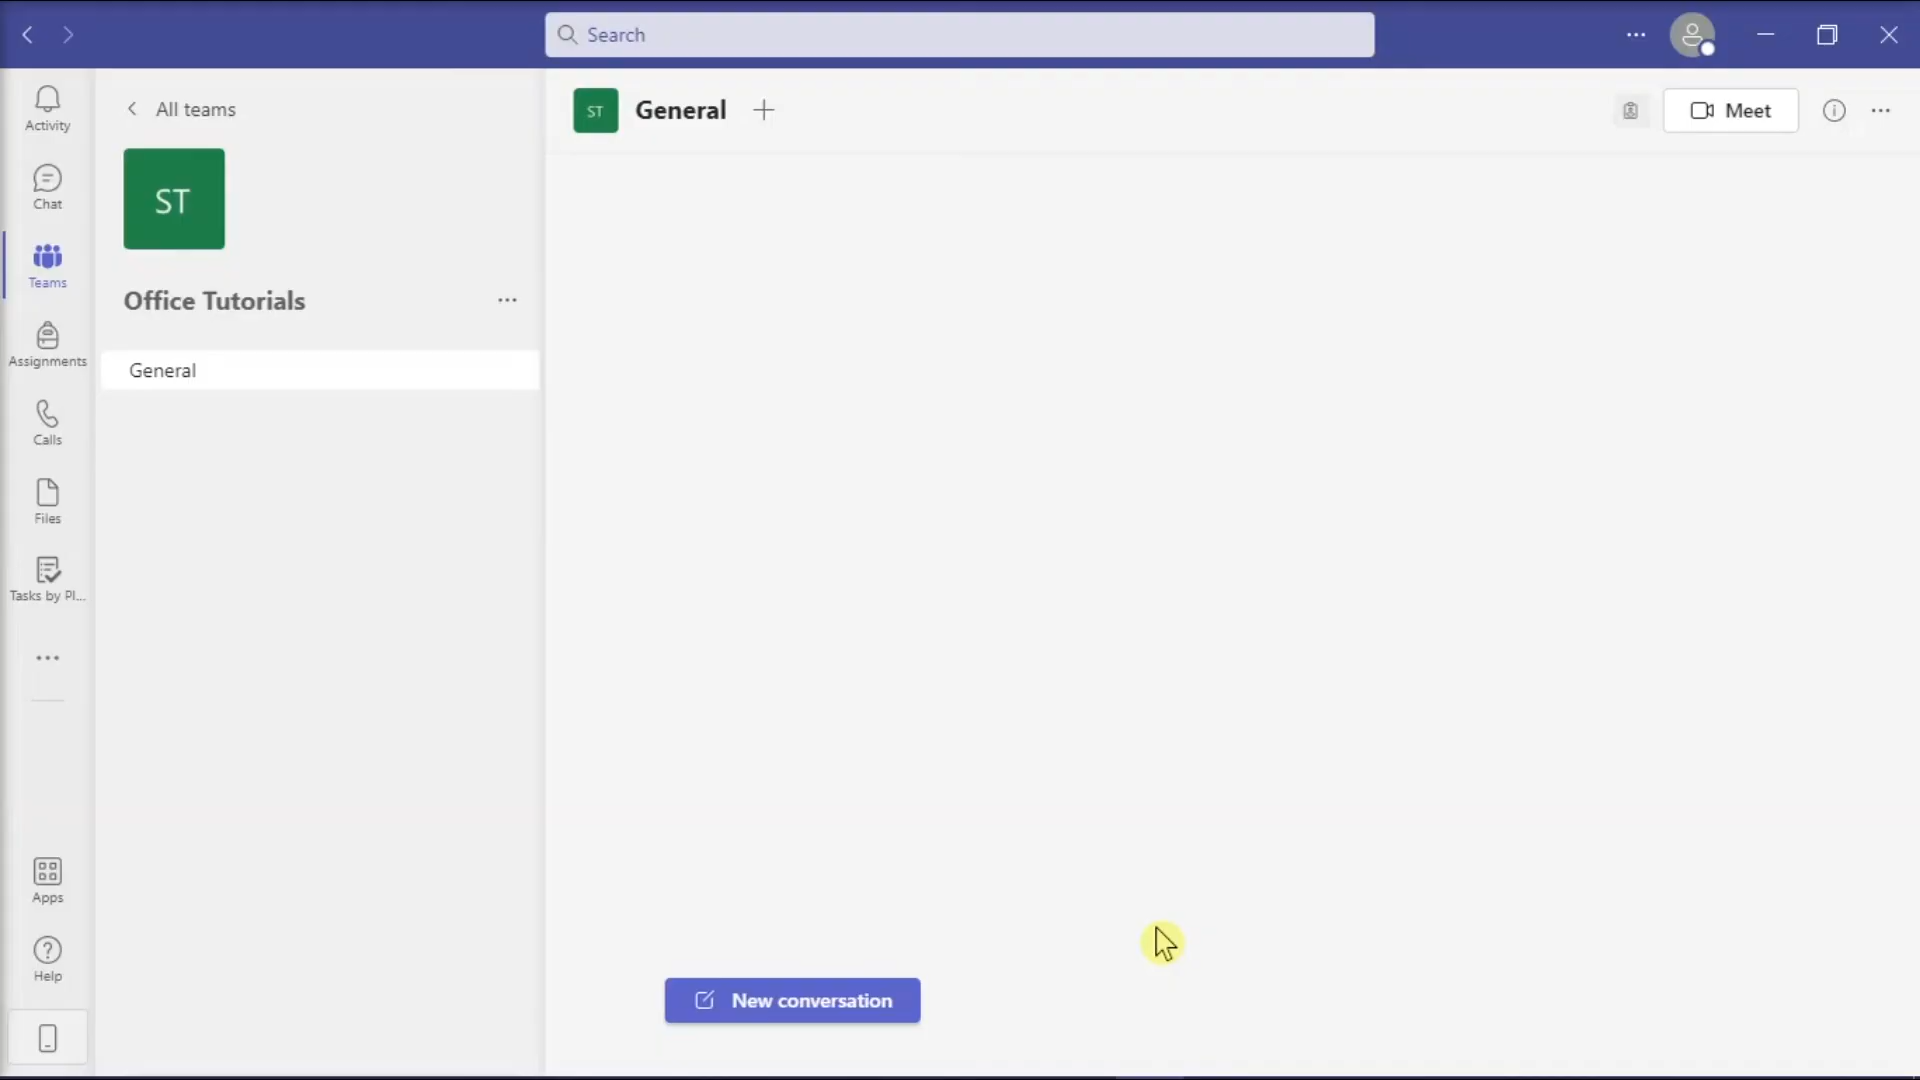 Search
Activity
Chat
Teams
Assignments
Calls
Files
Tasks by Pl...
Apps
Help
All teams
ST
Office Tutorials
General
ST
General
Meet
New conversation